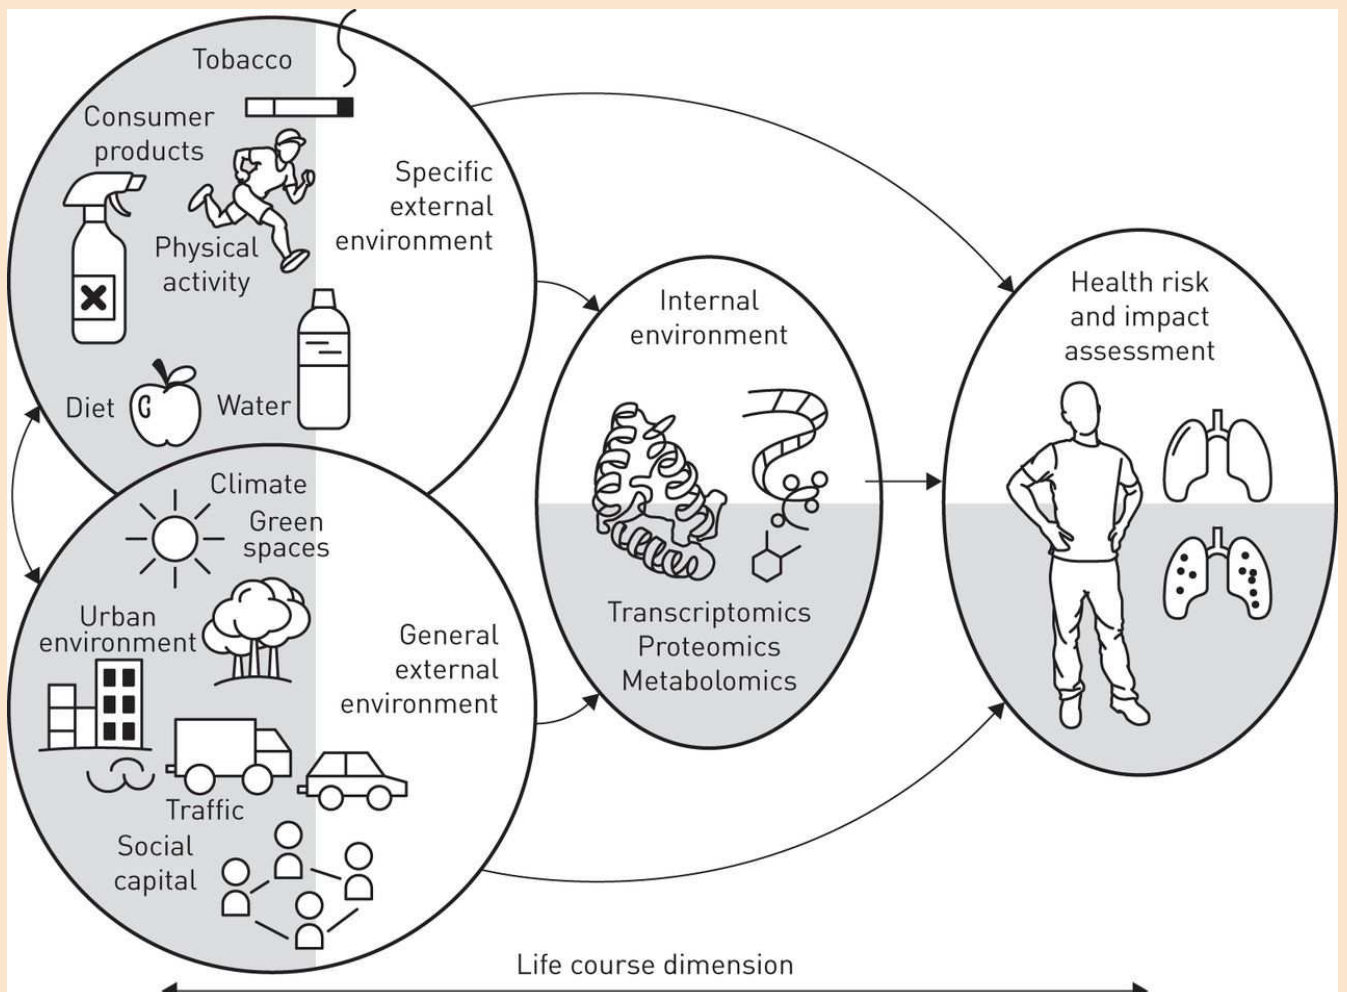 Tobacco
Consumer
products
Specific
external
environment
Physical
activity
Diet
Water
Climate
Green
spaces
Urban
environment
General
external
environment
Traffic
Social
capital
Internal
environment
Transcriptomics
Proteomics
Metabolomics
Health risk
and impact
assessment
Life course dimension